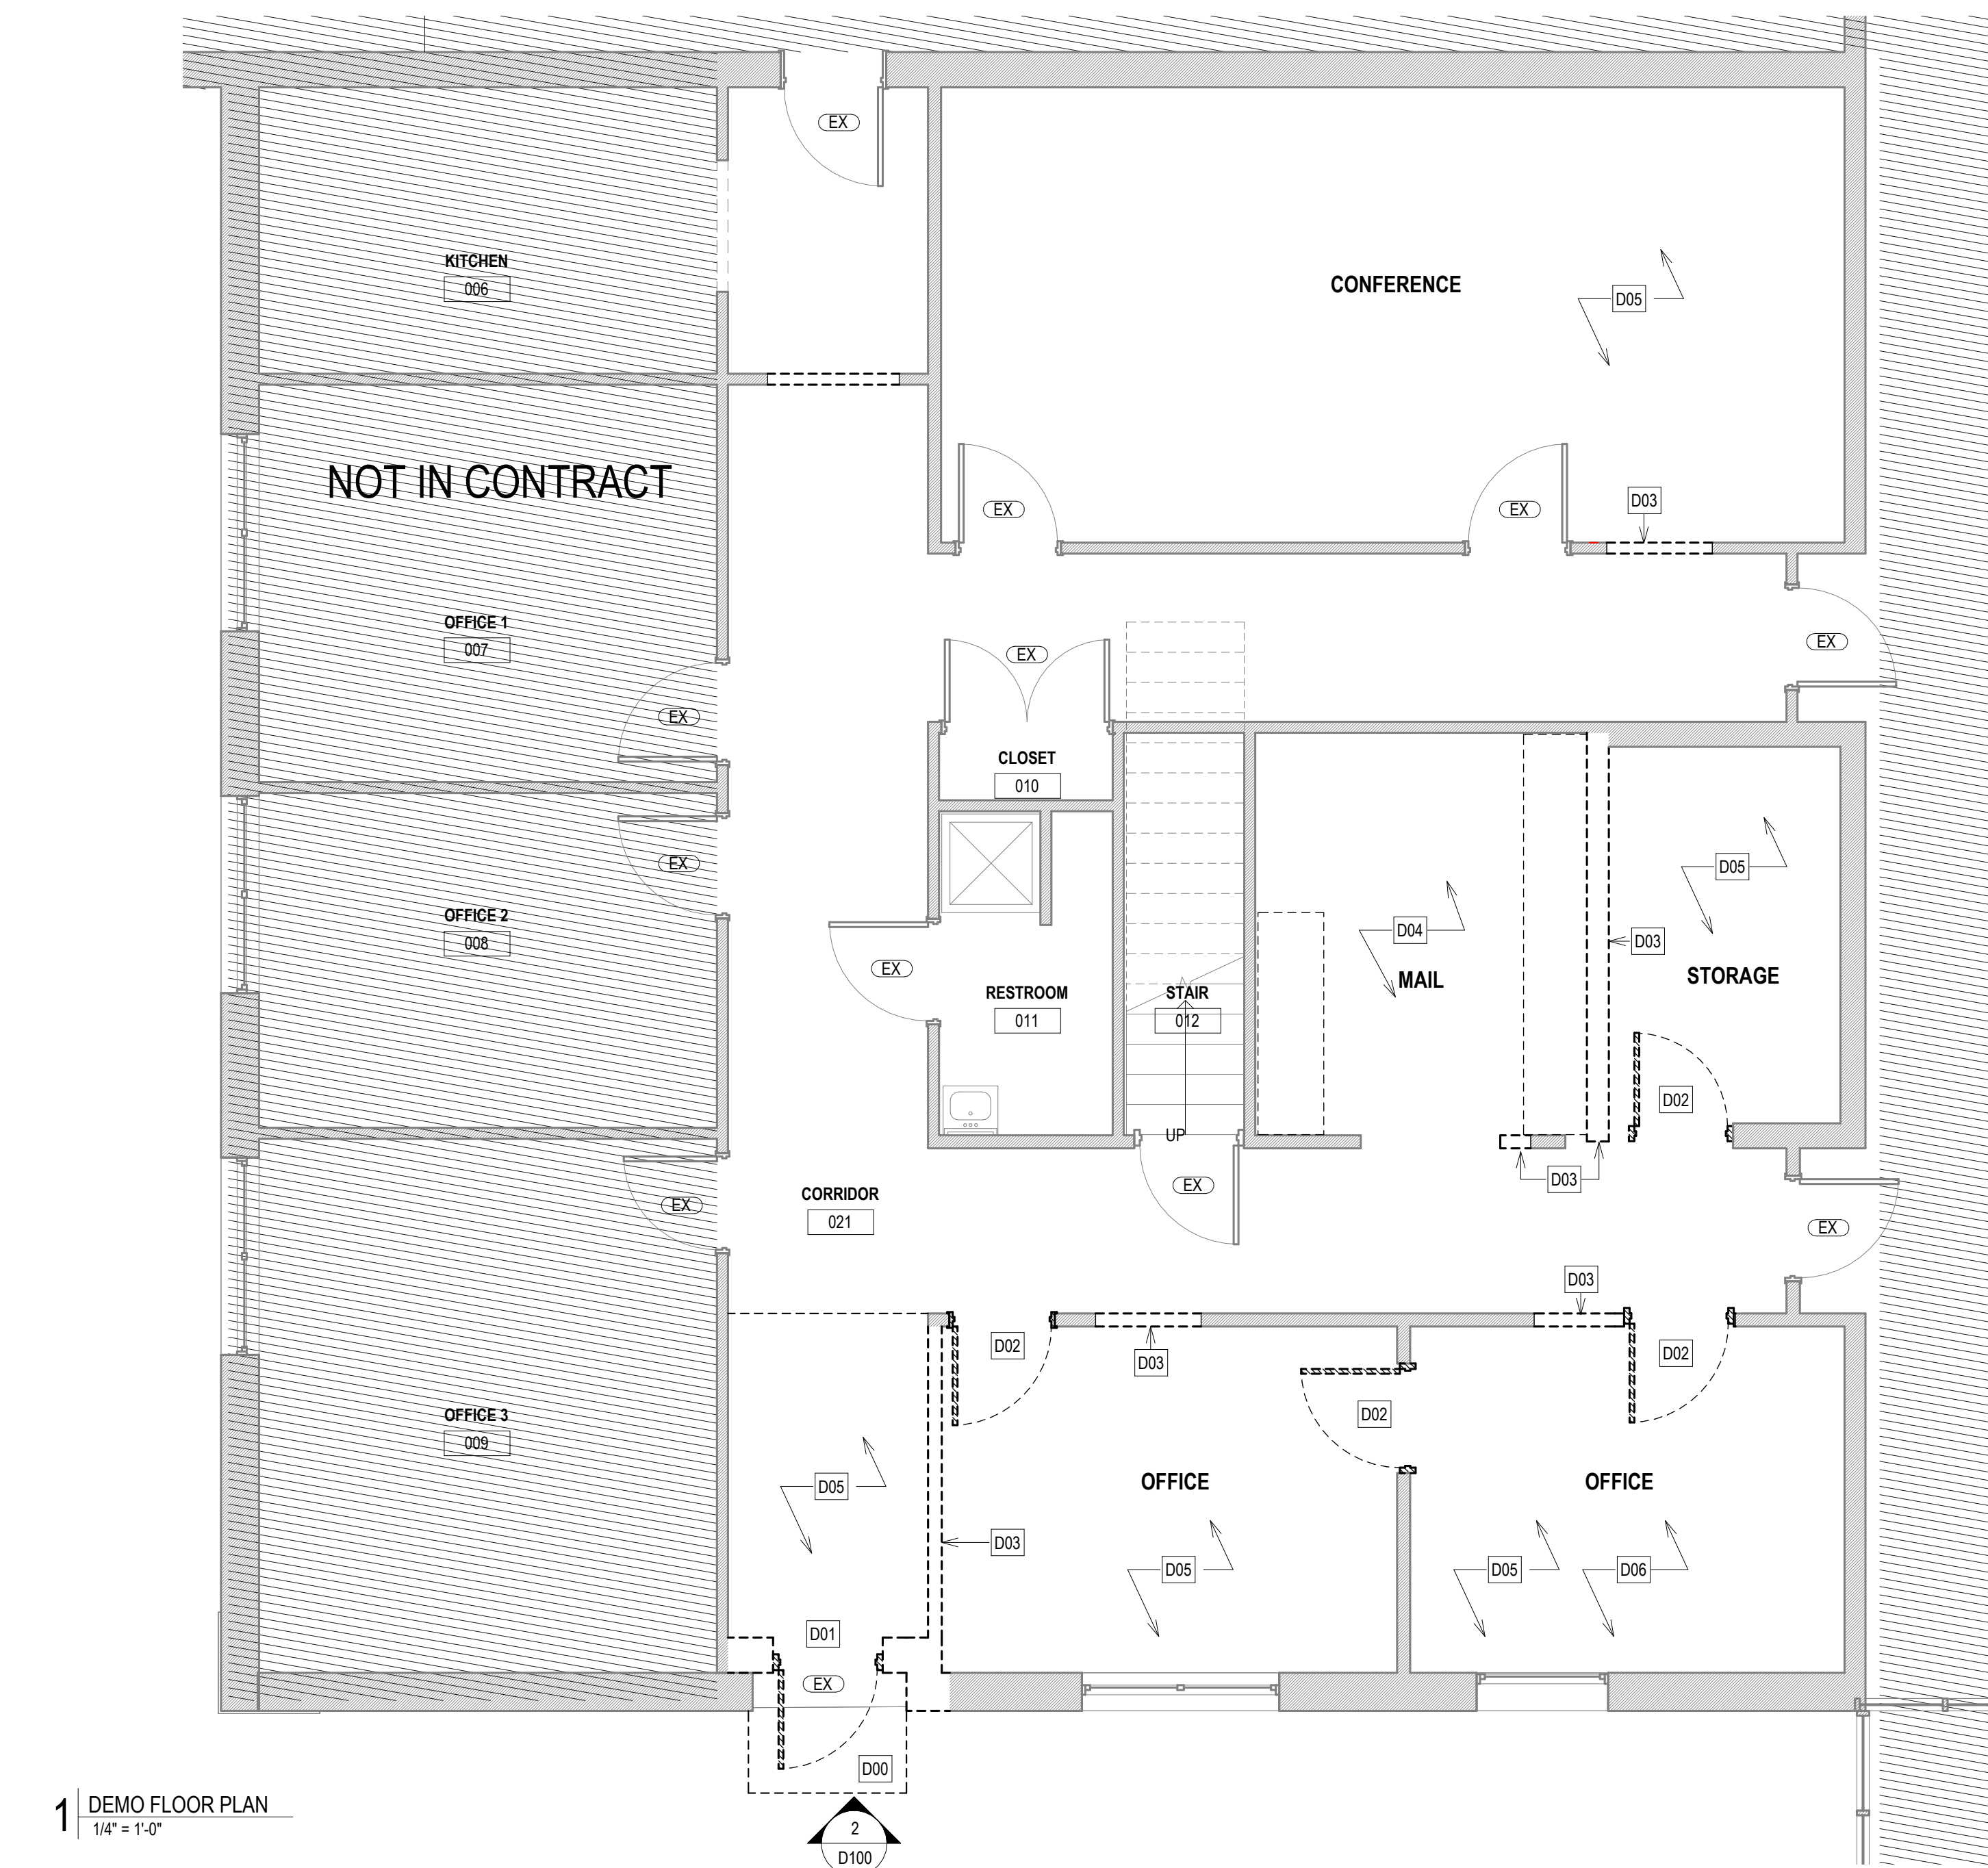 EX
KITCHEN
006
CONFERENCE
D05
NOT IN CONTRACT
EX
EX
D03
OFFICE 1
007
EX
EX
EX
CLOSET
010
EX
D05
OFFICE 2
008
D04
D03
EX
MAIL
STORAGE
RESTROOM
011
STAIR
012
D02
UP
D03
EX
EX
CORRIDOR
021
EX
D03
D02
D03
D02
D02
OFFICE 3
009
D05
OFFICE
OFFICE
D03
D05
D05
D06
D01
EX
D00
1
DEMO FLOOR PLAN
1/4" = 1'-0"
2
D100